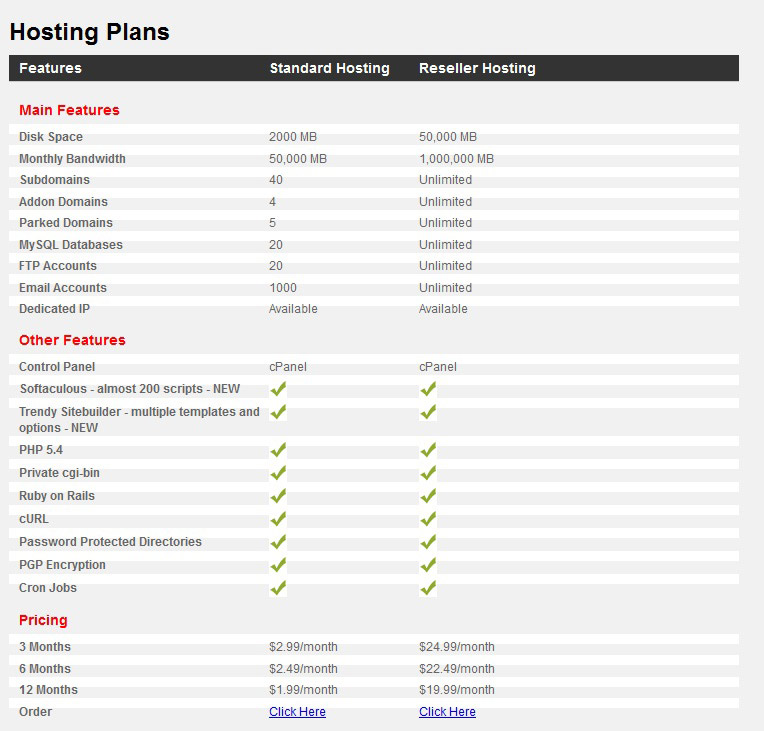 Hosting Plans
Features Standard Hosting Reseller Hosting
Main Features
Disk Space 2000 MB 50,000 MB
Monthly Bandwidth 50,000 MB 1,000,000 MB
Subdomains 40 Unlimited
Addon Domains 4 Unlimited
Parked Domains 5 Unlimited
MySQL Databases 20 Unlimited
FTP Accounts 20 Unlimited
Email Accounts 1000 Unlimited
Dedicated IP Available Available
Other Features
Control Panel cPanel cPanel
Softaculous - almost 200 scripts - NEW
Trendy Sitebuilder - multiple templates and
options - NEW
PHP 5.4
Private cgi-bin
Ruby on Rails
cURL
Password Protected Directories
PGP Encryption
Cron Jobs
Pricing
3 Months $2.99/month $24.99/month
6 Months $2.49/month $22.49/month
12 Months $1.99/month $19.99/month
Order Click Here Click Here